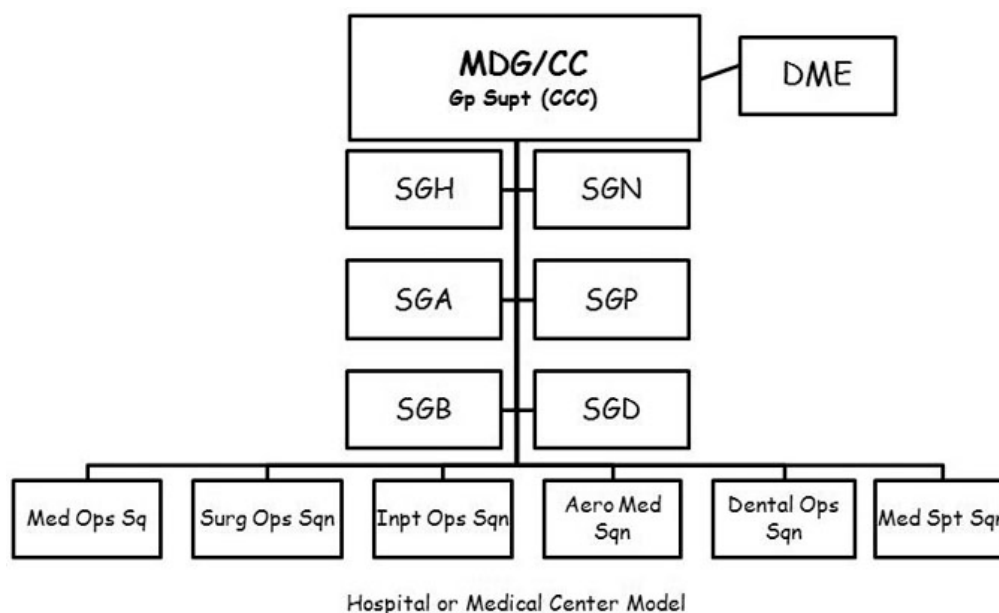 MDG/CC
Gp Supt (CCC)
DME
SGH
SGN
SGA
SGP
SGB
SGD
Med Ops Sq
Surg Ops Sqn
Inpt Ops Sqn
Aero Med
Sqn
Dental Ops
Sqn
Med Spt Sqn
Hospital or Medical Center Model